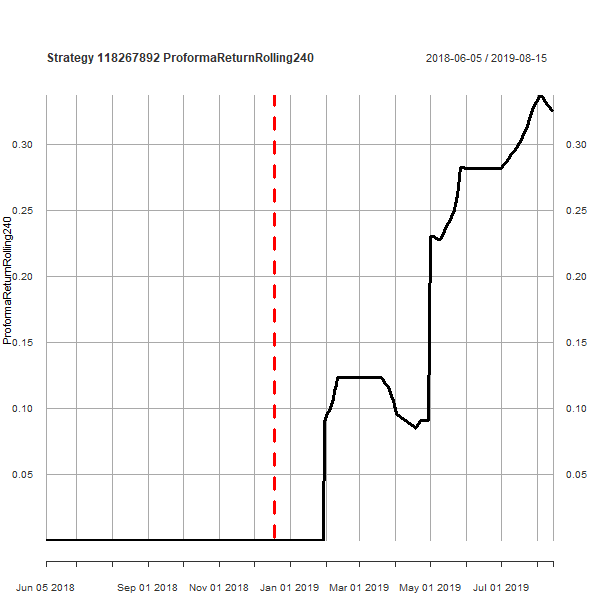 Strategy 118267892 ProformaReturnRolling240
2018-06-05 / 2019-08-15
ProformaReturnRolling240
0.30 0.30
0.25 0.25
0.20 0.20
0.15 0.15
0.10 0.10
0.05 0.05
Jun 05 2018 Sep 01 2018 Nov 01 2018 Jan 01 2019 Mar 01 2019 May 01 2019 Jul 01 2019